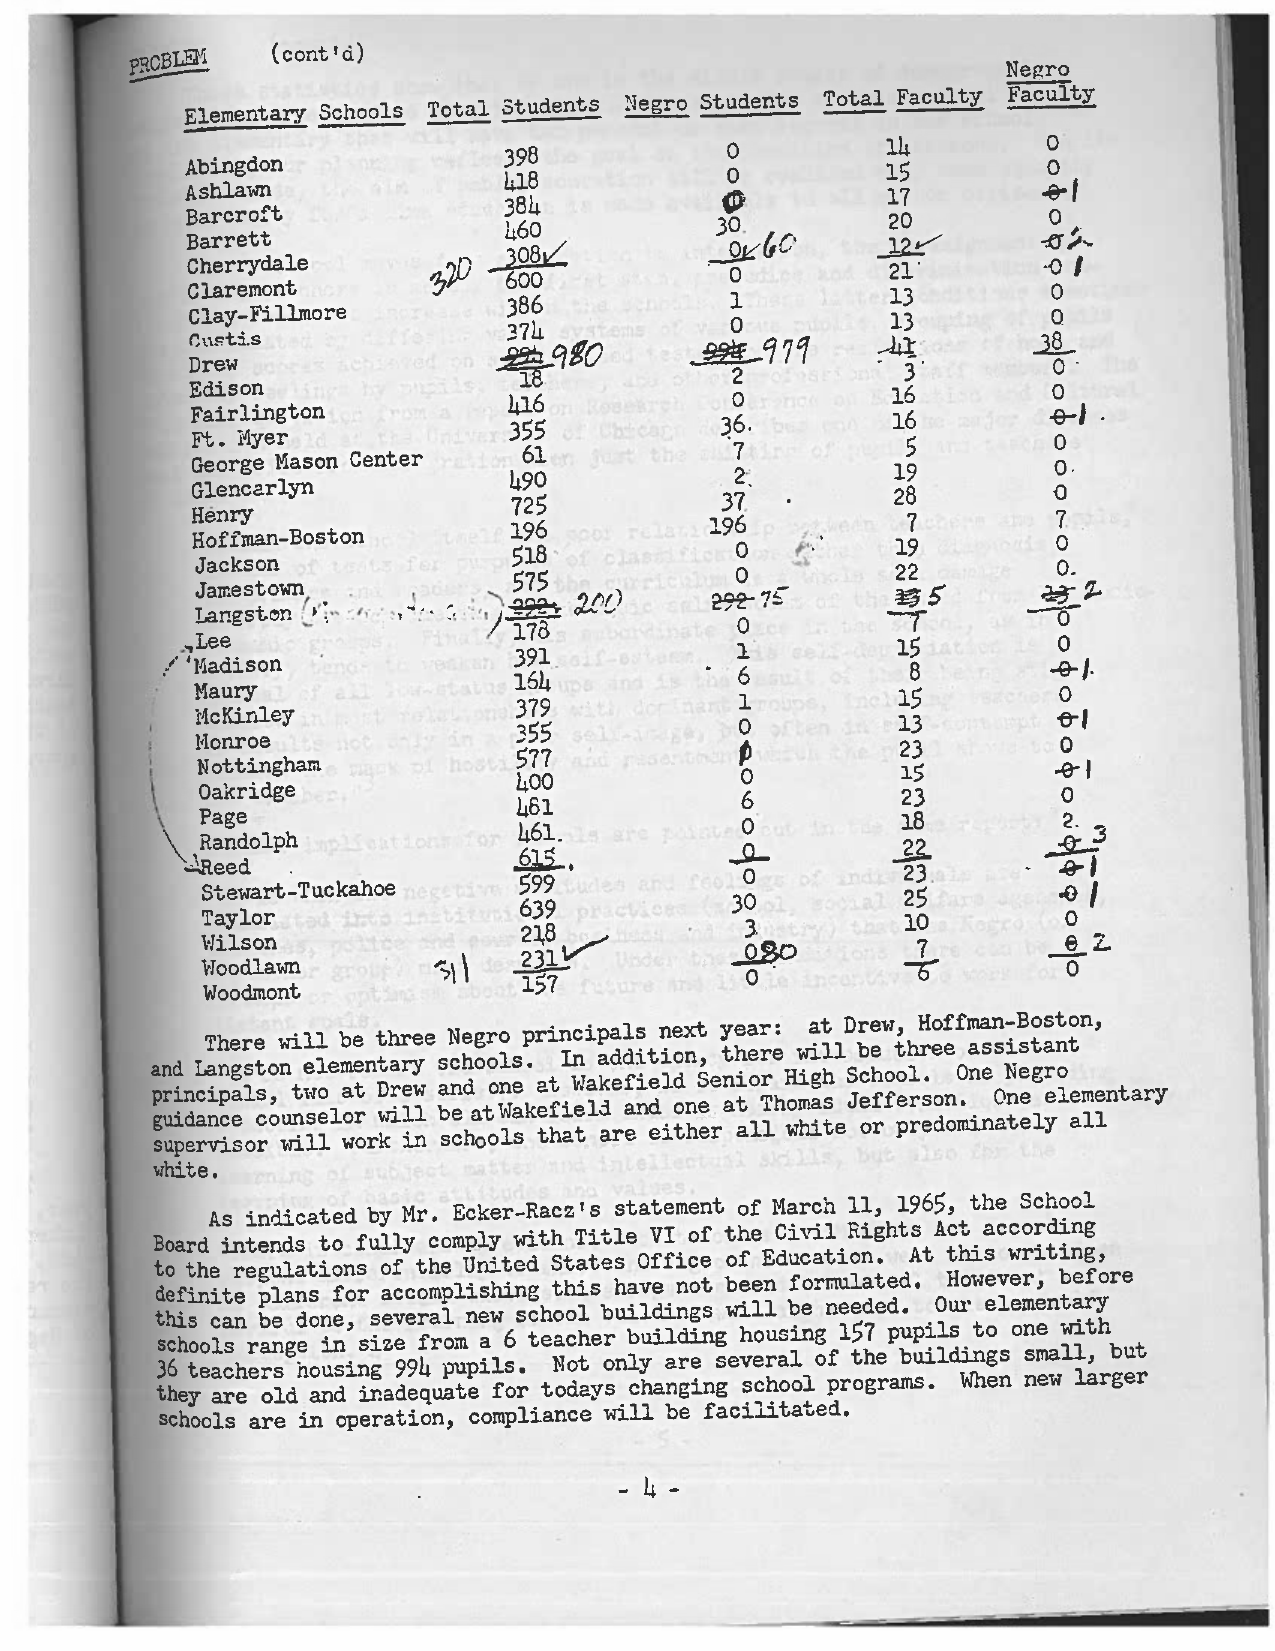 PROBLEM (cont'd)
Negro
Elementary Schools Total Students Negro Students Total Faculty Faculty
Abingdon 398 0 14 0
Ashlawn 418 0 15 0
Barcroft 384 0 17 0 1
Barrett 460 30 20 0
Cherrydale 320 308 0 60 12 0 2
Claremont 600 0 21 0 1
Clay-Fillmore 386 1 13 0
Custis 374 0 13 0
Drew 994 980 994 979 41 38
Edison 18 2 3 0
Fairlington 416 0 16 0
Ft. Myer 355 36 16 0 1
George Mason Center 61 7 5 0
Glencarlyn 490 2 19 0
Henry 725 37 28 0
Hoffman-Boston 196 196 7 7
Jackson 518 0 19 0
Jamestown 575 0 22 0
Langston 292 200 292 75 5 2
Lee 178 0 7 0
Madison 391 1 15 0
Maury 164 6 8 0 1
McKinley 379 1 15 0
Monroe 355 0 13 0 1
Nottingham 577 23 0
Oakridge 400 0 15 0 1
Page 481 6 23 0
Randolph 461 0 18 2
Reed 615 0 22 0 3
Stewart-Tuckahoe 599 0 23 0 1
Taylor 639 30 25 0 1
Wilson 218 3 10 0
Woodlawn 311 231 0 80 7 0 2
Woodmont 157 0 6 0
There will be three Negro principals next year: at Drew, Hoffman-Boston,
and Langston elementary schools. In addition, there will be three assistant
principals, two at Drew and one at Wakefield Senior High School. One Negro
guidance counselor will be at Wakefield and one at Thomas Jefferson. One elementary
supervisor will work in schools that are either all white or predominately all
white.
As indicated by Mr. Ecker-Racz's statement of March 11, 1965, the School
Board intends to fully comply with Title VI of the Civil Rights Act according
to the regulations of the United States Office of Education. At this writing,
definite plans for accomplishing this have not been formulated. However, before
this can be done, several new school buildings will be needed. Our elementary
schools range in size from a 6 teacher building housing 157 pupils to one with
36 teachers housing 994 pupils. Not only are several of the buildings small, but
they are old and inadequate for todays changing school programs. When new larger
schools are in operation, compliance will be facilitated.
- 4 -